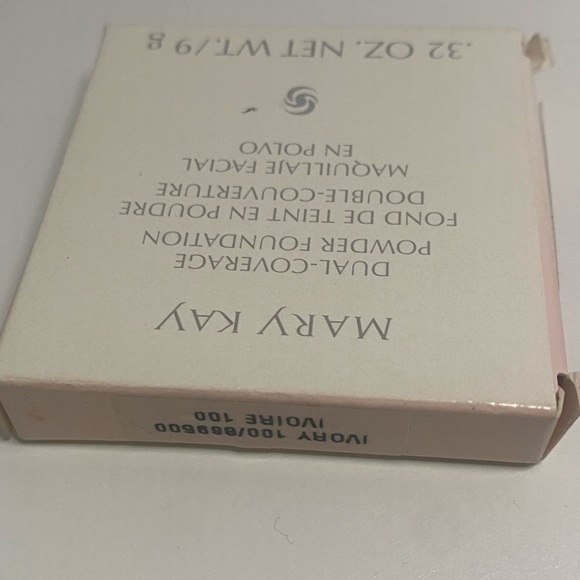 MARY KAY
DUAL-COVERAGE
POWDER FOUNDATION
FOND DE TEINT EN POUDRE
DOUBLE-COUVERTURE
MAQUILLAJE FACIAL
EN POLVO
.32 OZ. NET WT./9 g
IVORY 100/889600
IVOIRE 100